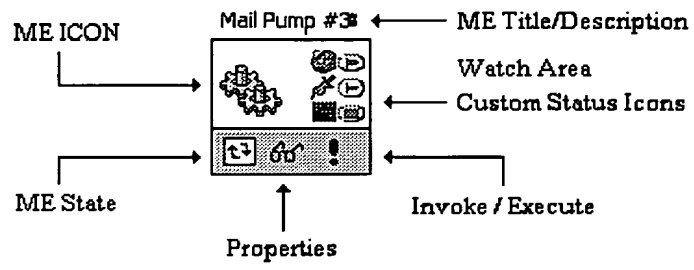 Mail Pump #3
ME Title/Description
ME ICON
Watch Area
Custom Status Icons
ME State
Invoke / Execute
Properties